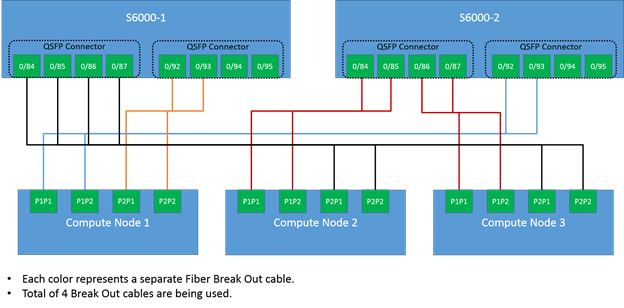 S6000-1
S6000-2
QSFP Connector
QSFP Connector
QSFP Connector
QSFP Connector
0/84 0/85 0/86 0/87 0/92 0/93 0/94 0/95
0/84 0/85 0/86 0/87 0/92 0/93 0/94 0/95
P1P1 P1P2 P2P1 P2P2
P1P1 P1P2 P2P1 P2P2
P1P1 P1P2 P2P1 P2P2
Compute Node 1
Compute Node 2
Compute Node 3
• Each color represents a separate Fiber Break Out cable.
• Total of 4 Break Out cables are being used.